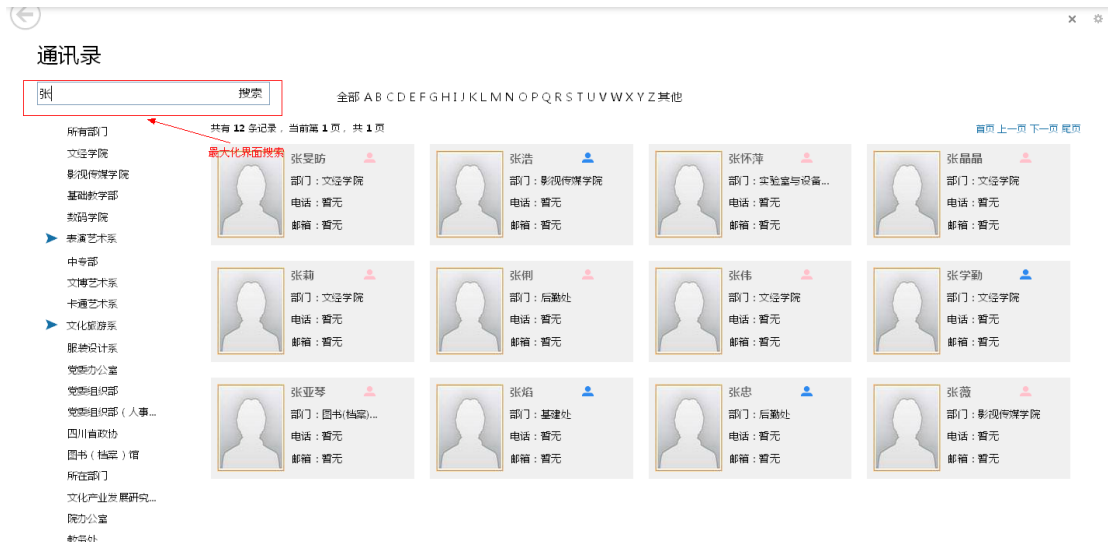 通讯录
张 搜索
全部 A B C D E F G H I J K L M N O P Q R S T U V W X Y Z 其他
最大化界面搜索
共有 12 条记录，当前第 1 页，共 1 页
首页 上一页 下一页 尾页
所有部门
文经学院
影视传媒学院
基础教学部
数码学院
表演艺术系
中专部
文博艺术系
卡通艺术系
文化旅游系
服装设计系
党委办公室
党委组织部
党委组织部（人事...
四川省政协
图书（档案）馆
所在部门
文化产业发展研究...
院办公室
教务处
张旻昉
部门：文经学院
电话：暂无
邮箱：暂无
张浩
部门：影视传媒学院
电话：暂无
邮箱：暂无
张怀萍
部门：实验室与设备...
电话：暂无
邮箱：暂无
张晶晶
部门：文经学院
电话：暂无
邮箱：暂无
张莉
部门：文经学院
电话：暂无
邮箱：暂无
张俐
部门：后勤处
电话：暂无
邮箱：暂无
张伟
部门：文经学院
电话：暂无
邮箱：暂无
张学勤
部门：文经学院
电话：暂无
邮箱：暂无
张亚琴
部门：图书(档案)...
电话：暂无
邮箱：暂无
张焰
部门：基建处
电话：暂无
邮箱：暂无
张忠
部门：后勤处
电话：暂无
邮箱：暂无
张薇
部门：影视传媒学院
电话：暂无
邮箱：暂无